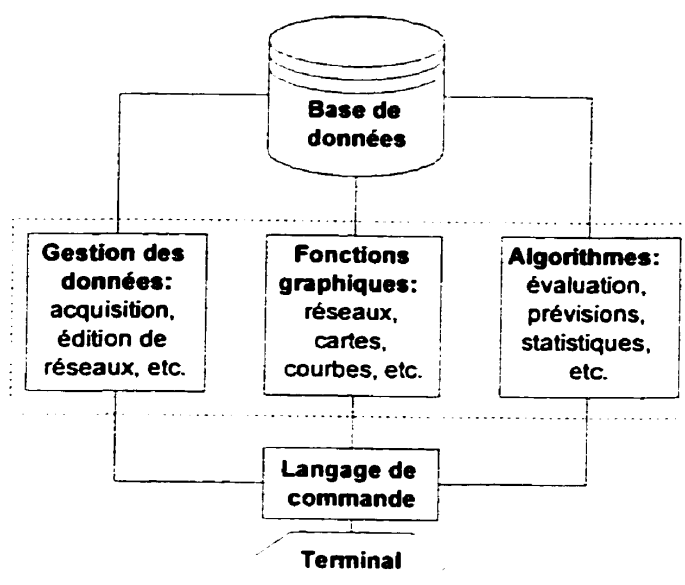 Base de
données
Gestion des
données:
acquisition,
édition de
réseaux, etc.
Fonctions
graphiques:
réseaux,
cartes,
courbes, etc.
Algorithmes:
évaluation,
prévisions,
statistiques,
etc.
Langage de
commande
Terminal